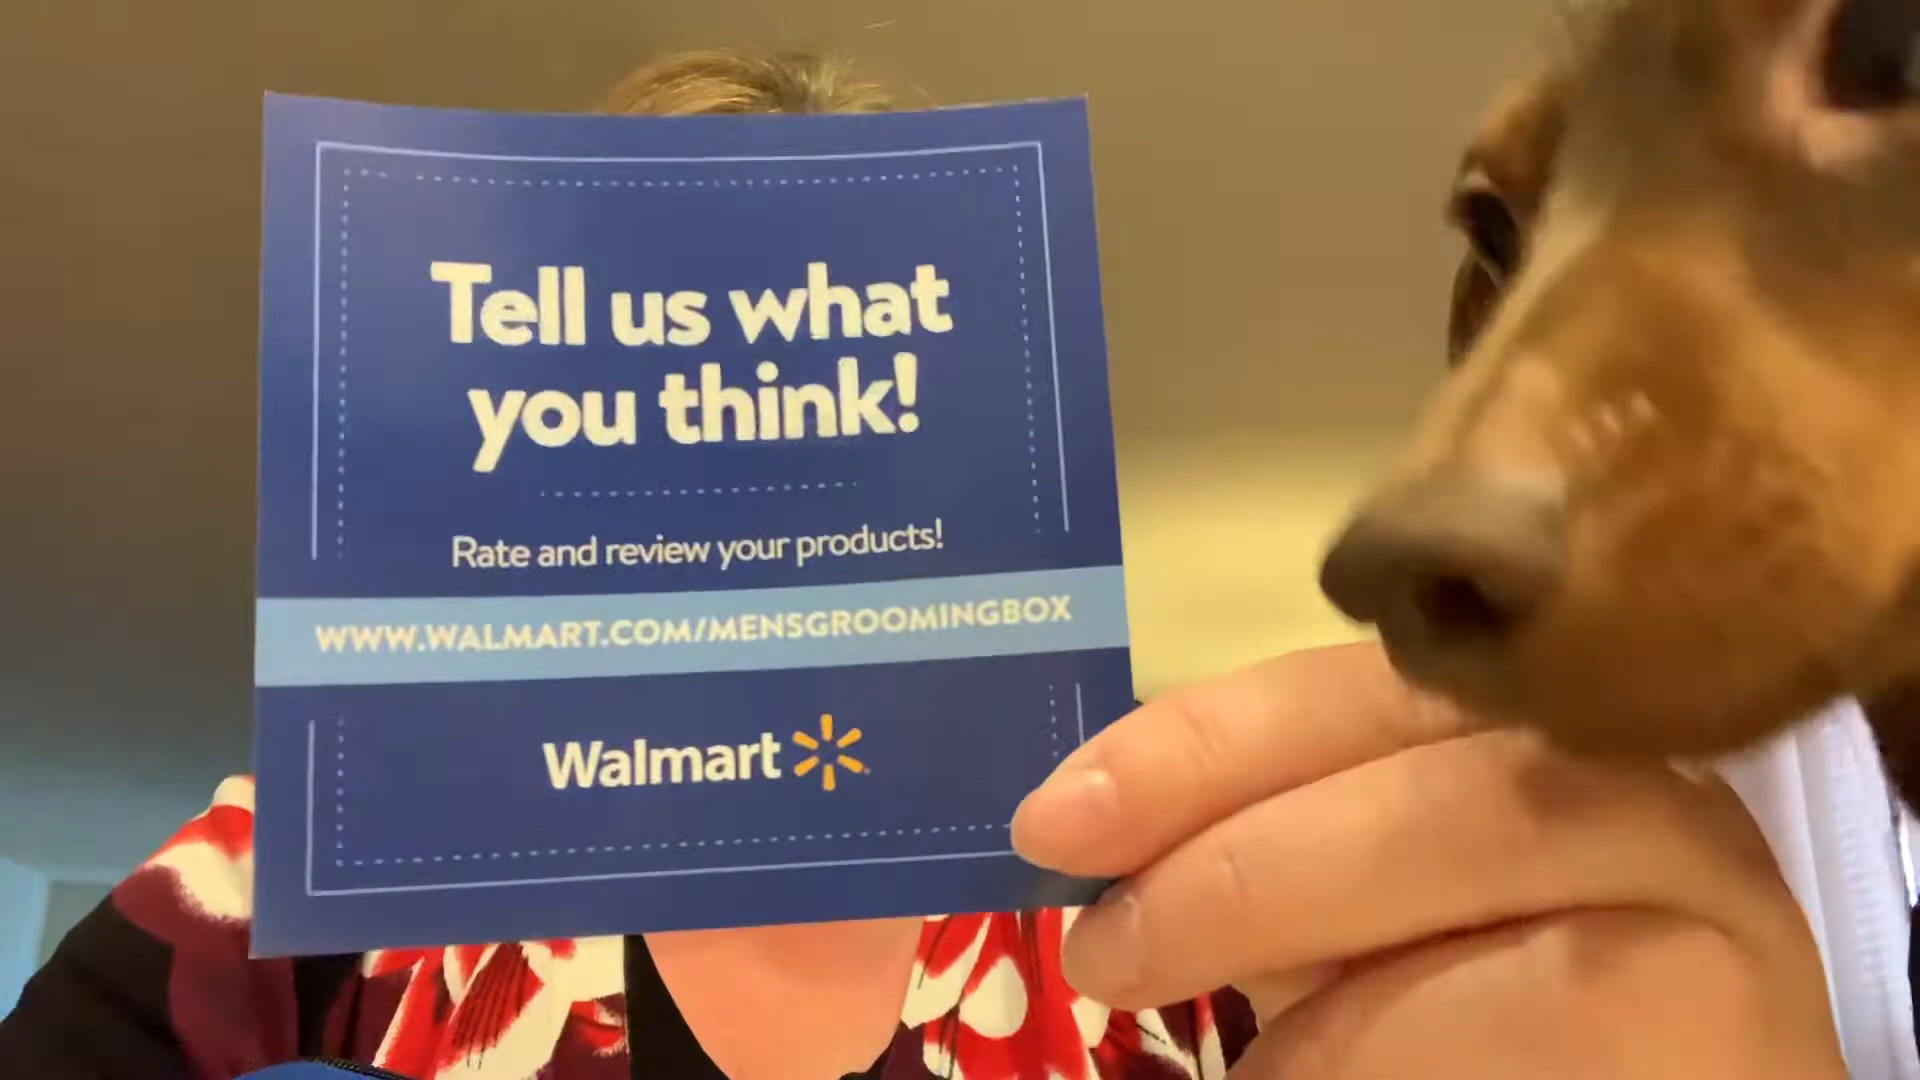 Tell us what
you think!
Rate and review your products!
WWW.WALMART.COM/MENSGROOMINGBOX
Walmart